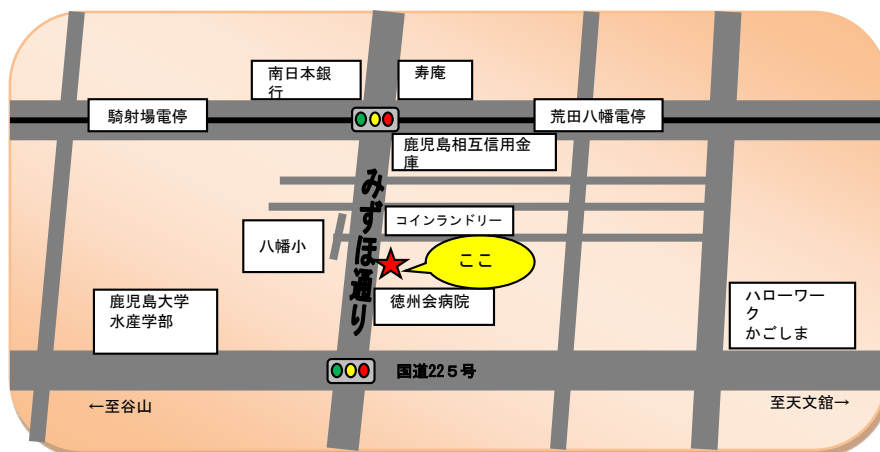 南日本銀
行
寿庵
騎射場電停
荒田八幡電停
鹿児島相互信用金
庫
みずほ通り
コインランドリー
八幡小
ここ
徳州会病院
鹿児島大学
水産学部
ハローワー
ク
かごしま
国道22５号
←至谷山
至天文舘→